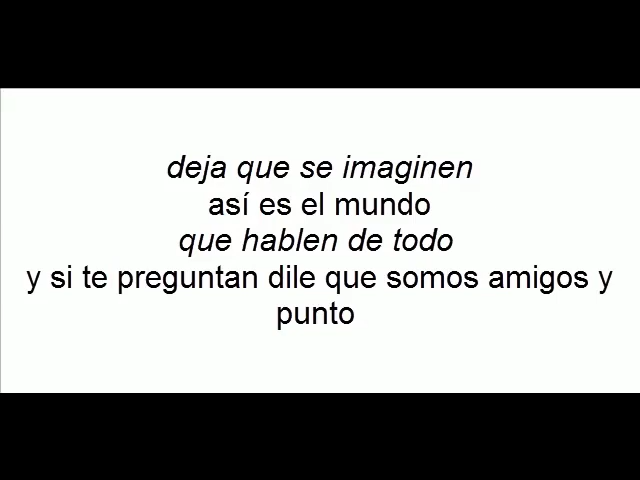 deja que se imaginen
así es el mundo
que hablen de todo
y si te preguntan dile que somos amigos y
punto